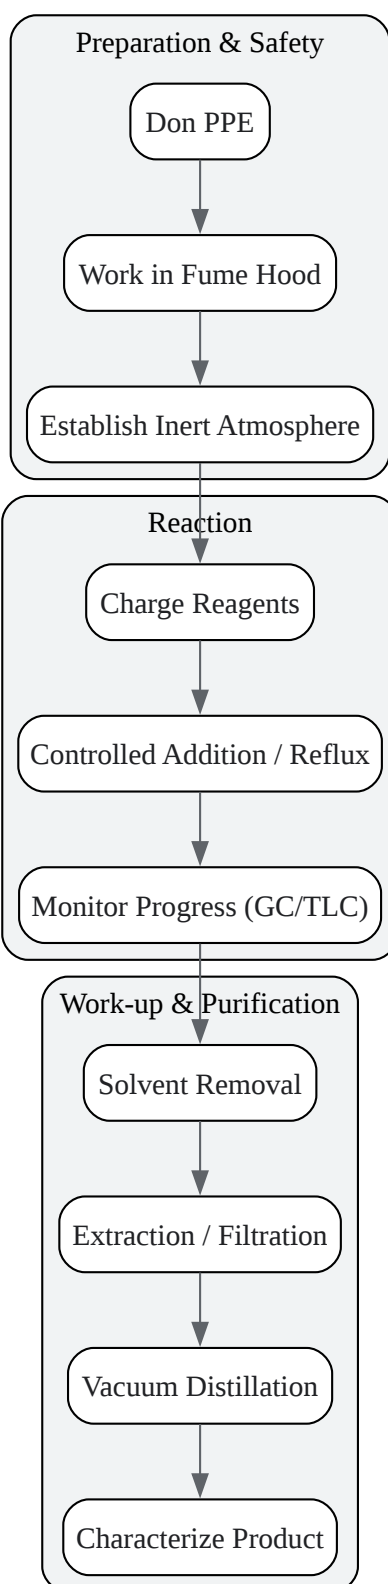 Preparation & Safety
Don PPE
Work in Fume Hood
Establish Inert Atmosphere
Reaction
Charge Reagents
Controlled Addition / Reflux
Monitor Progress (GC/TLC)
Work-up & Purification
Solvent Removal
Extraction / Filtration
Vacuum Distillation
Characterize Product